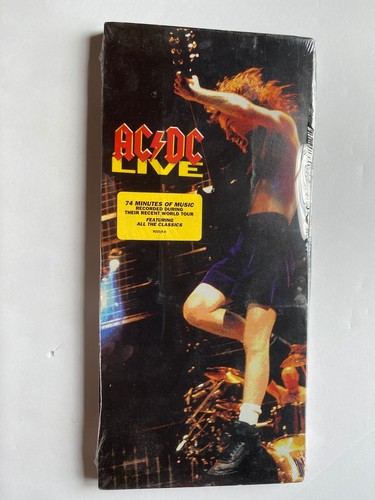 AC DC
LIVE
74 MINUTES OF MUSIC
RECORDED DURING
THEIR RECENT WORLD TOUR
FEATURING
ALL THE CLASSICS